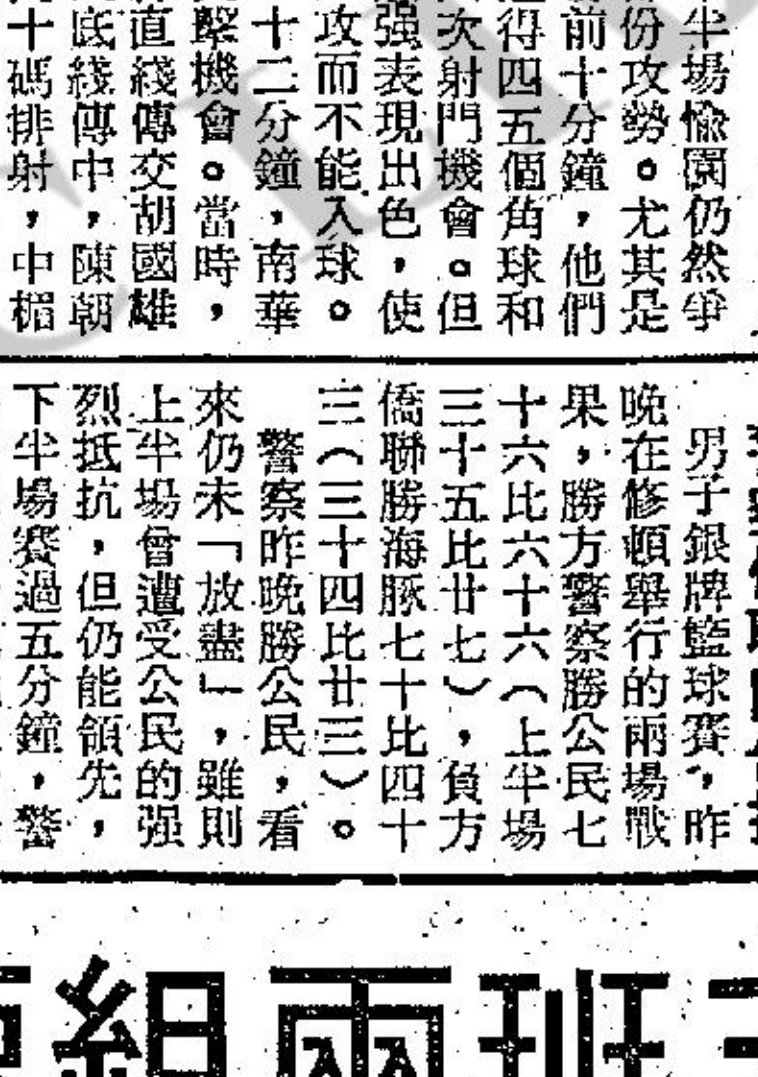 半場愉園仍然爭
份攻勢。尤其是
前十分鐘，他們
得四五個角球和
次射門機會。但
强表現出色，使
攻而不能入球。
十二分鐘，南華
擊機會。當時，
直綫傳交胡國雄
底綫傳中，陳朝
十碼排射，中楣
男子銀牌籃球賽，昨
晚在修頓舉行的兩場戰
果，勝方警察勝公民七
十六比六十六（上半場
三十五比廿七），負方
僑聯勝海豚七十比四十
三（三十四比廿三）。
警察昨晚勝公民，看
來仍未「放盡」，雖則
上半場曾遭受公民的强
烈抵抗，但仍能領先，
下半場賽過五分鐘，警
組兩班